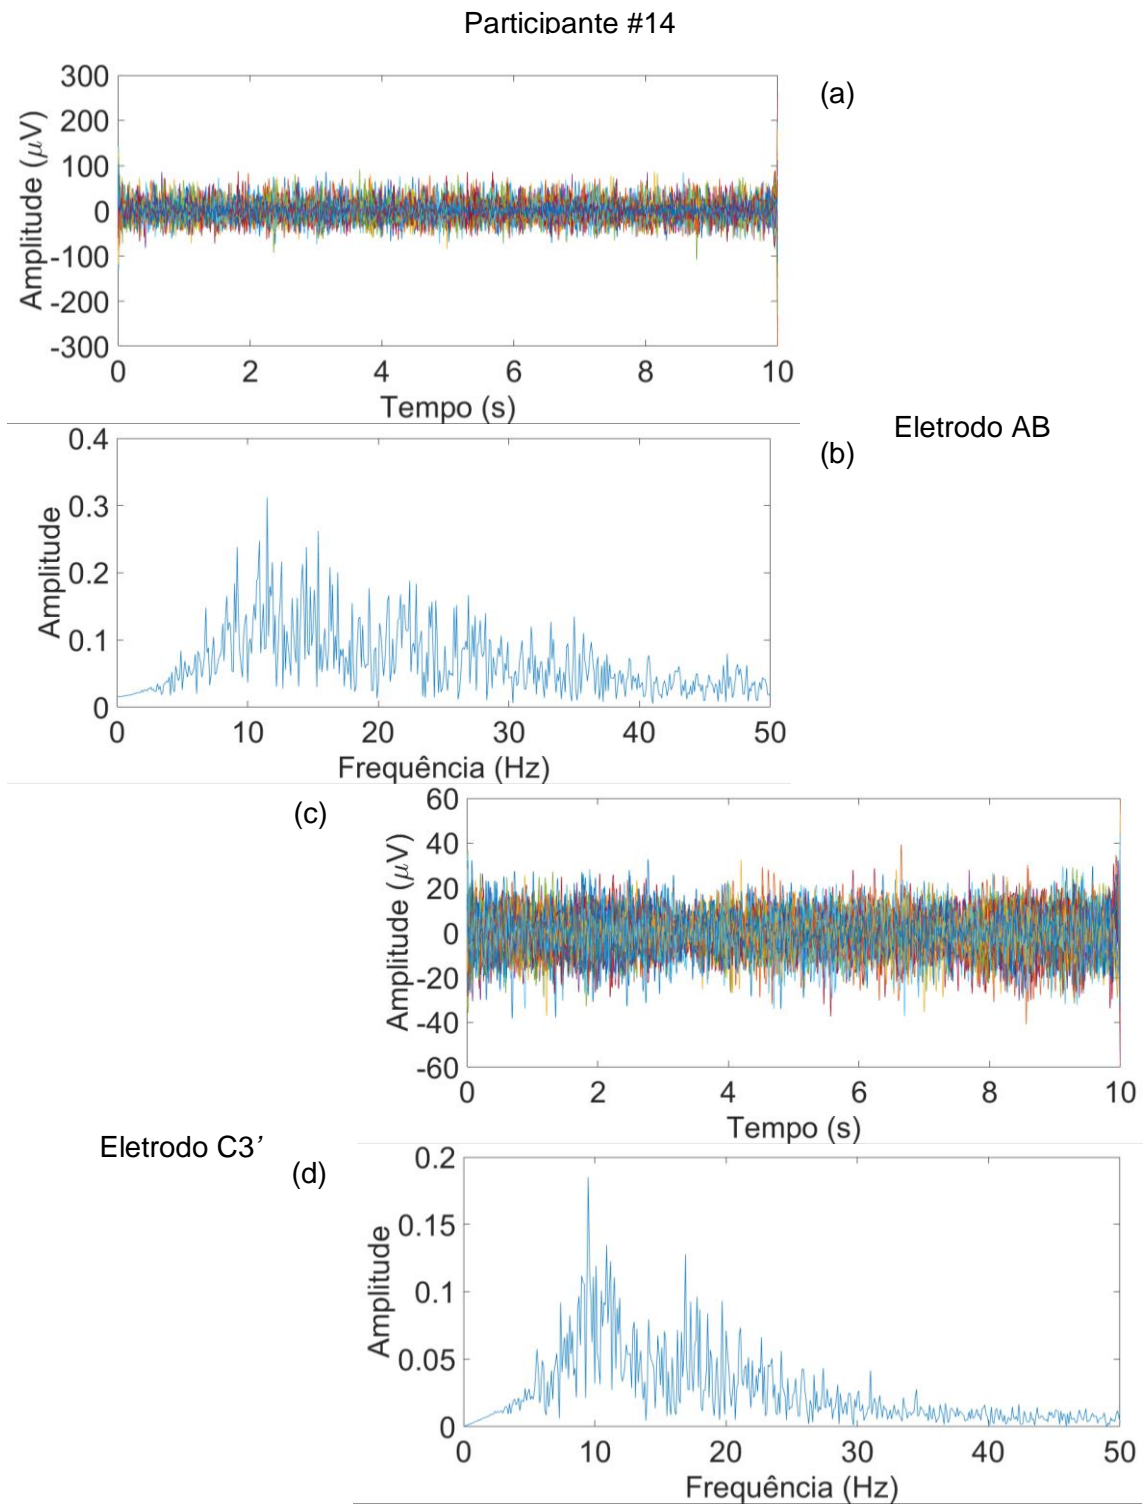 Participante #14
300
200
100
0
-100
-200
-300
Amplitude (μV)
0 2 4 6 8 10
Tempo (s)
(a)
Eletrodo AB
(b)
0.4
0.3
0.2
0.1
0
Amplitude
0 10 20 30 40 50
Frequência (Hz)
(c)
60
40
20
0
-20
-40
-60
Amplitude (μV)
0 2 4 6 8 10
Tempo (s)
Eletrodo C3’
(d)
0.2
0.15
0.1
0.05
0
Amplitude
0 10 20 30 40 50
Frequência (Hz)